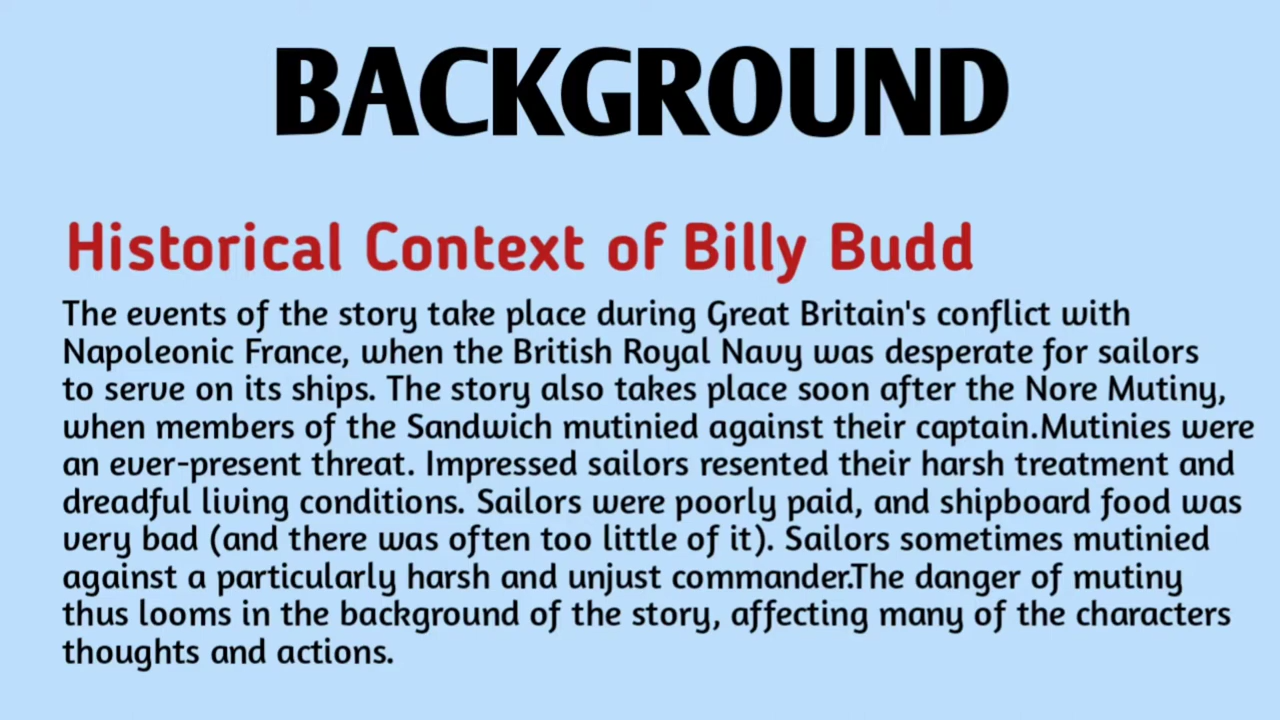 BACKGROUND
Historical Context of Billy Budd
The events of the story take place during Great Britain's conflict with
Napoleonic France, when the British Royal Navy was desperate for sailors
to serve on its ships. The story also takes place soon after the Nore Mutiny,
when members of the Sandwich mutinied against their captain.Mutinies were
an ever-present threat. Impressed sailors resented their harsh treatment and
dreadful living conditions. Sailors were poorly paid, and shipboard food was
very bad (and there was often too little of it). Sailors sometimes mutinied
against a particularly harsh and unjust commander.The danger of mutiny
thus looms in the background of the story, affecting many of the characters
thoughts and actions.